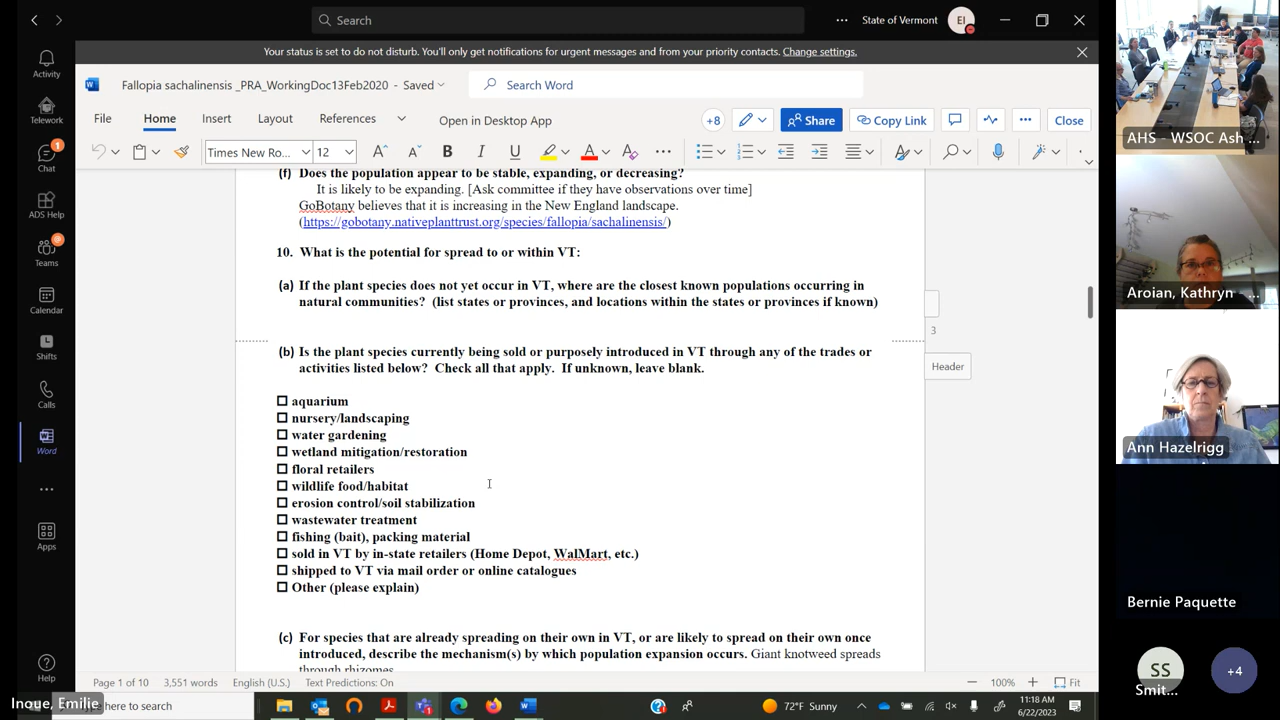 Search
State of Vermont
EI
Your status is set to do not disturb. You'll only get notifications for urgent messages and from your priority contacts. Change settings.
Activity
Telework
1
Chat
ADS Help
@
Teams
Calendar
Shifts
Calls
Word
Apps
Help
Fallopia sachalinensis _PRA_WorkingDoc13Feb2020 - Saved
Search Word
File
Home
Insert
Layout
References
Open in Desktop App
+8
Share
Copy Link
Close
Times New Ro...
12
B
I
U
(f) Does the population appear to be stable, expanding, or decreasing?
It is likely to be expanding. [Ask committee if they have observations over time]
GoBotany believes that it is increasing in the New England landscape.
(https://gobotany.nativeplanttrust.org/species/fallopia/sachalinensis/)
10. What is the potential for spread to or within VT:
(a) If the plant species does not yet occur in VT, where are the closest known populations occurring in
natural communities? (list states or provinces, and locations within the states or provinces if known)
3
Header
(b) Is the plant species currently being sold or purposely introduced in VT through any of the trades or
activities listed below? Check all that apply. If unknown, leave blank.
aquarium
nursery/landscaping
water gardening
wetland mitigation/restoration
floral retailers
wildlife food/habitat
erosion control/soil stabilization
wastewater treatment
fishing (bait), packing material
sold in VT by in-state retailers (Home Depot, WalMart, etc.)
shipped to VT via mail order or online catalogues
Other (please explain)
(c) For species that are already spreading on their own in VT, or are likely to spread on their own once
introduced, describe the mechanism(s) by which population expansion occurs. Giant knotweed spreads
through rhizomes
Page 1 of 10
3,551 words
English (U.S.)
Text Predictions: On
100%
Fit
Inoue, Emilie
here to search
72°F Sunny
11:18 AM
6/22/2023
AHS - WSOC Ash ...
Aroian, Kathryn - ...
Ann Hazelrigg
Bernie Paquette
SS
Smit...
+4